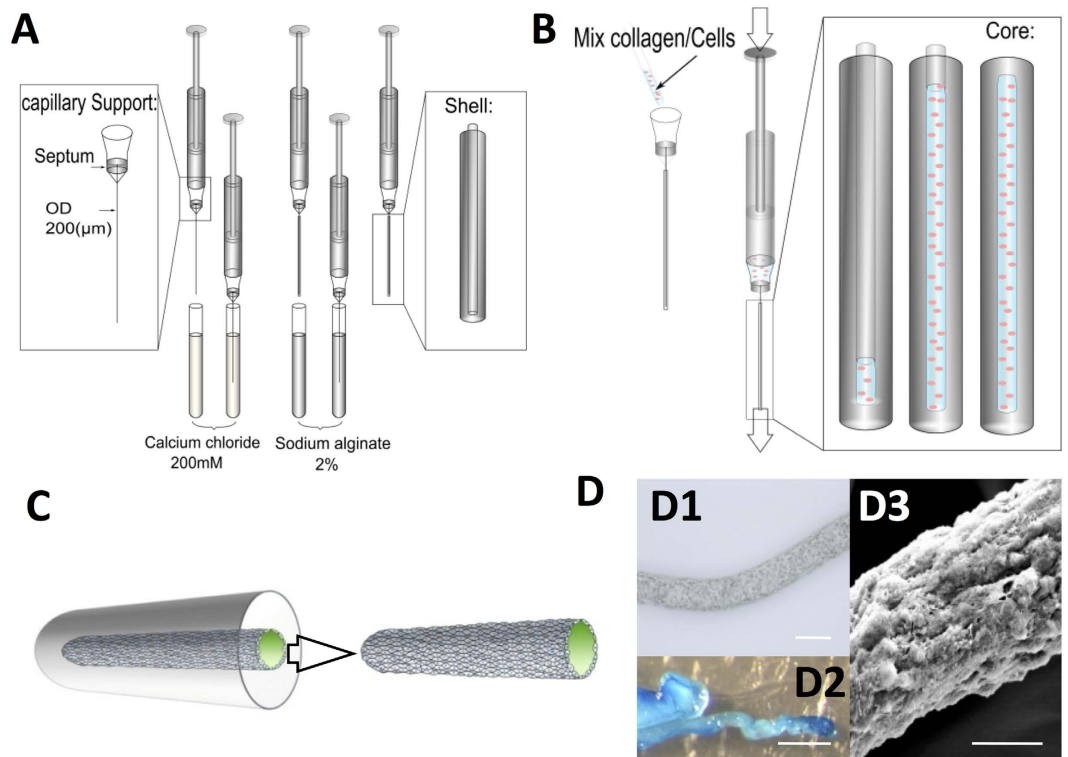 A
capillary Support:
Septum
OD
200(μm)
Shell:
Calcium chloride
200mM
Sodium alginate
2%
B
Mix collagen/Cells
Core:
C
D
D1
D2
D3